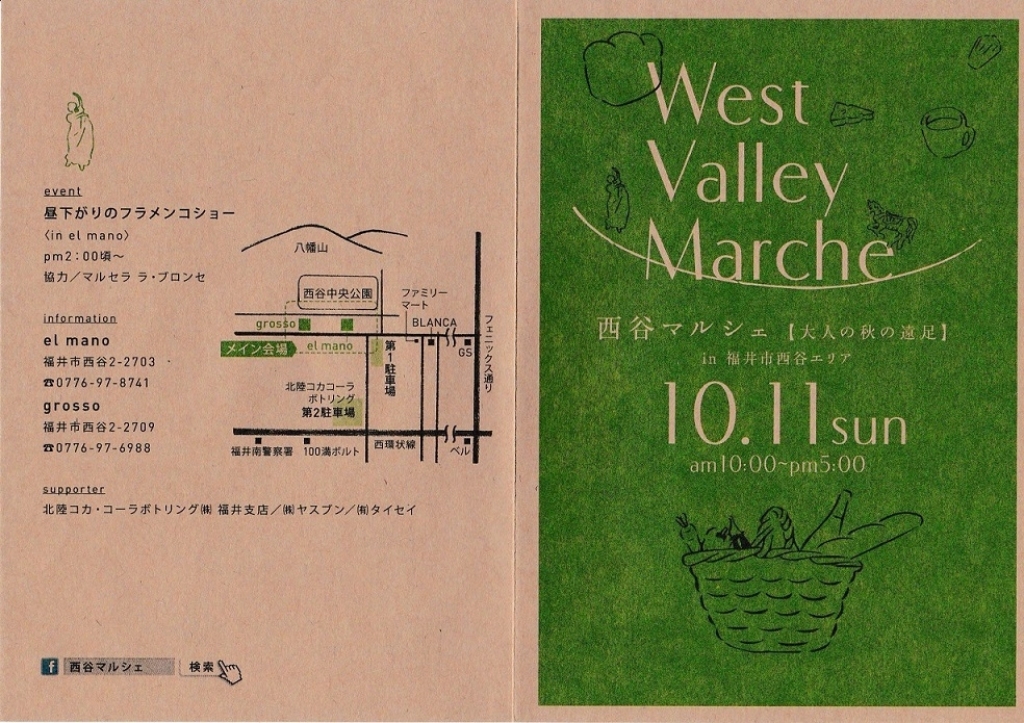 event
昼下がりのフラメンコショー
〈in el mano〉
pm2：00頃〜
協力／マルセラ ラ・ブロンセ
information
el mano
福井市西谷2-2703
☎0776-97-8741
grosso
福井市西谷2-2709
☎0776-97-6988
八幡山
西谷中央公園
ファミリー
マート
grosso
BLANCA
メイン会場
el mano
第1駐車場
GS
フェニックス通り
北陸コカコーラ
ボトリング
第2駐車場
西環状線
福井南警察署
100満ボルト
ベル
supporter
北陸コカ・コーラボトリング㈱ 福井支店／㈱ヤスブン／㈲タイセイ
f 西谷マルシェ 検索
West
Valley
Marche
西谷マルシェ【大人の秋の遠足】
in 福井市西谷エリア
10.11sun
am10:00~pm5:00